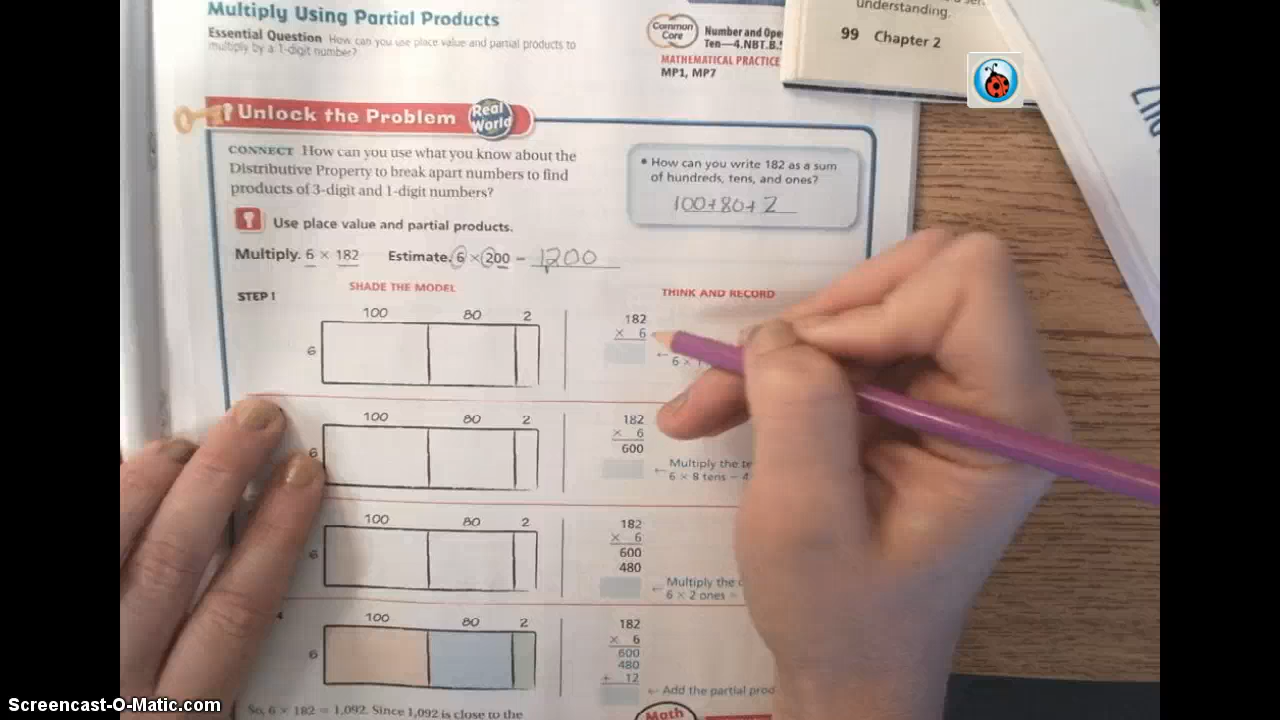 Multiply Using Partial Products
Essential Question How can you use place value and partial products to
multiply by a 1-digit number?
Common
Core
Number and Ope
Ten—4.NBT.B.
MATHEMATICAL PRACTICE
MP1, MP7
understanding.
99 Chapter 2
Unlock the Problem
Real
World
CONNECT How can you use what you know about the
Distributive Property to break apart numbers to find
products of 3-digit and 1-digit numbers?
• How can you write 182 as a sum
of hundreds, tens, and ones?
100+80+2
Use place value and partial products.
Multiply. 6 × 182 Estimate. 6 × 200 = 1200
SHADE THE MODEL
THINK AND RECORD
STEP 1
100 80 2
6
182
× 6
← 6 × 1
100 80 2
6
182
× 6
600
← Multiply the te
6 × 8 tens = 4
100 80 2
6
182
× 6
600
480
← Multiply the
6 × 2 ones =
4
100 80 2
6
182
× 6
600
480
+ 12
← Add the partial prod
So, 6 × 182 = 1,092. Since 1,092 is close to the
Math
Screencast-O-Matic.com